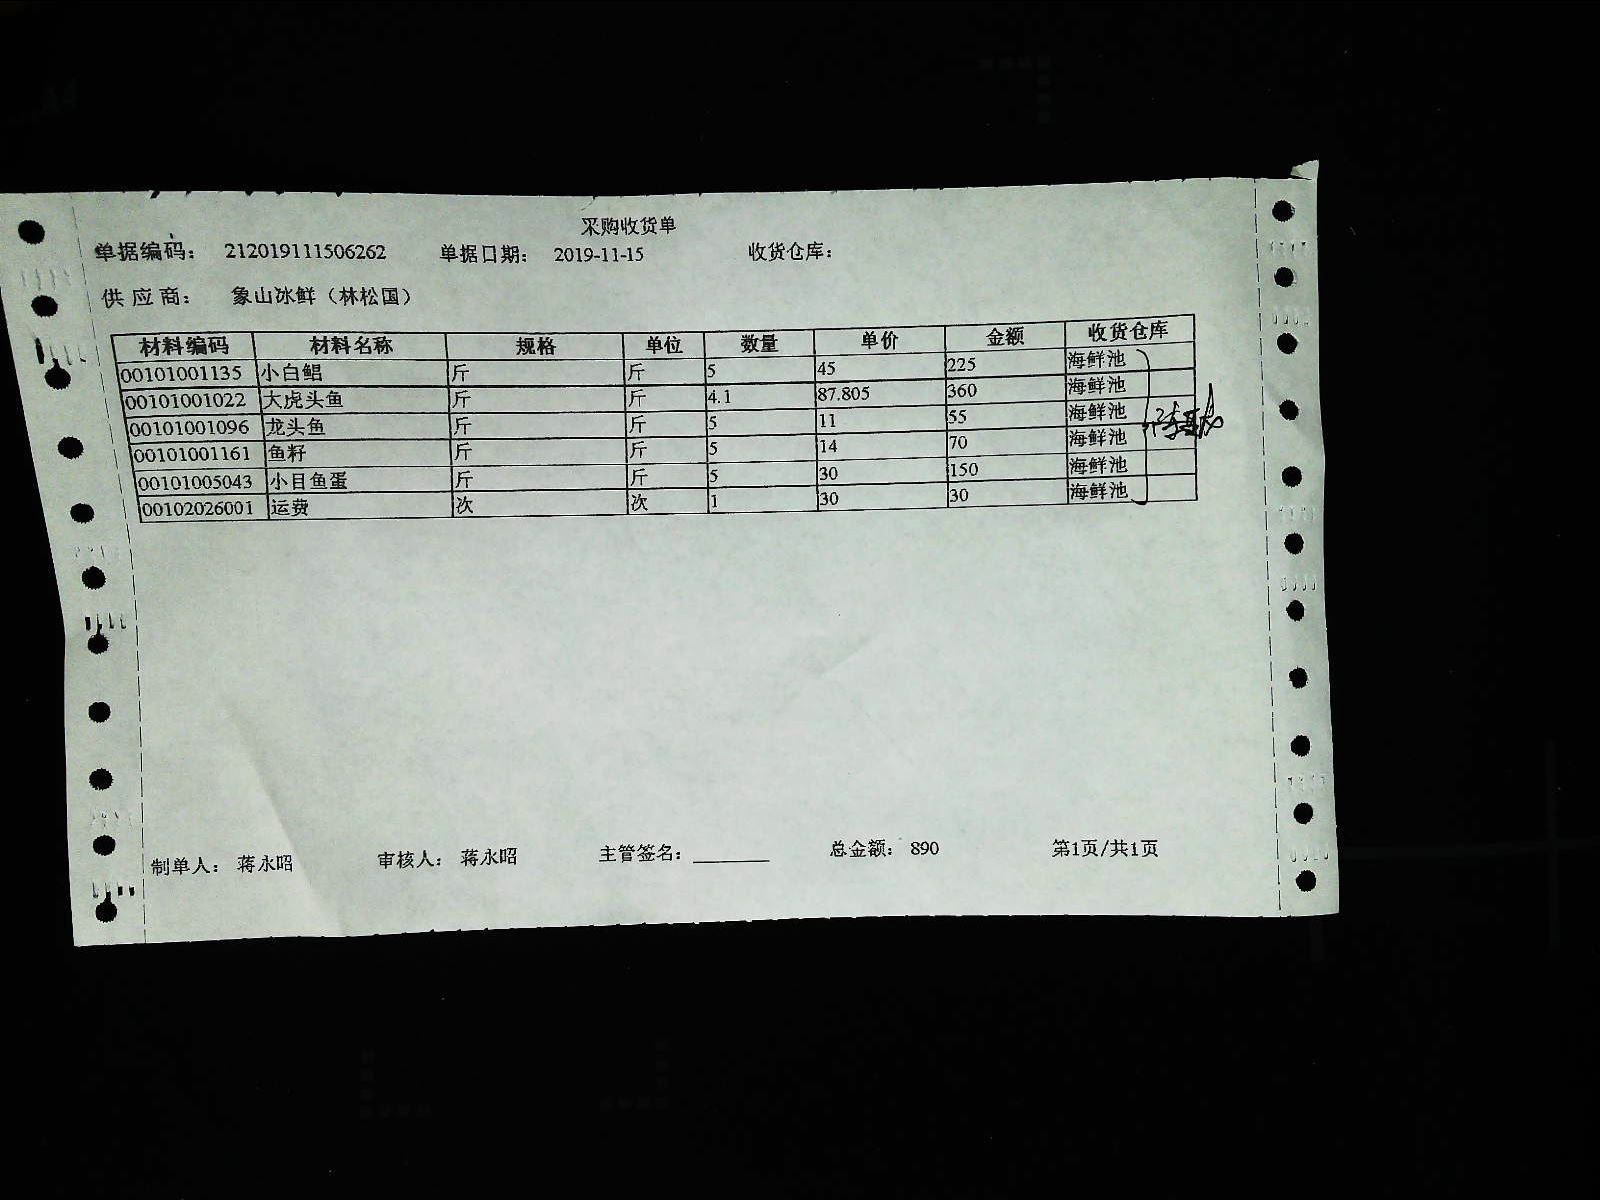 采购收货单
单据编码： 212019111506262 单据日期： 2019-11-15 收货仓库：
供应商： 象山冰鲜（林松国）
材料编码 材料名称 规格 单位 数量 单价 金额 收货仓库
00101001135 小白鲳 斤 斤 5 45 225 海鲜池
00101001022 大虎头鱼 斤 斤 4.1 87.805 360 海鲜池
00101001096 龙头鱼 斤 斤 5 11 55 海鲜池
00101001161 鱼籽 斤 斤 5 14 70 海鲜池
00101005043 小目鱼蛋 斤 斤 5 30 150 海鲜池
00102026001 运费 次 次 1 30 30 海鲜池
制单人： 蒋永昭 审核人： 蒋永昭 主管签名：________ 总金额： 890 第1页/共1页